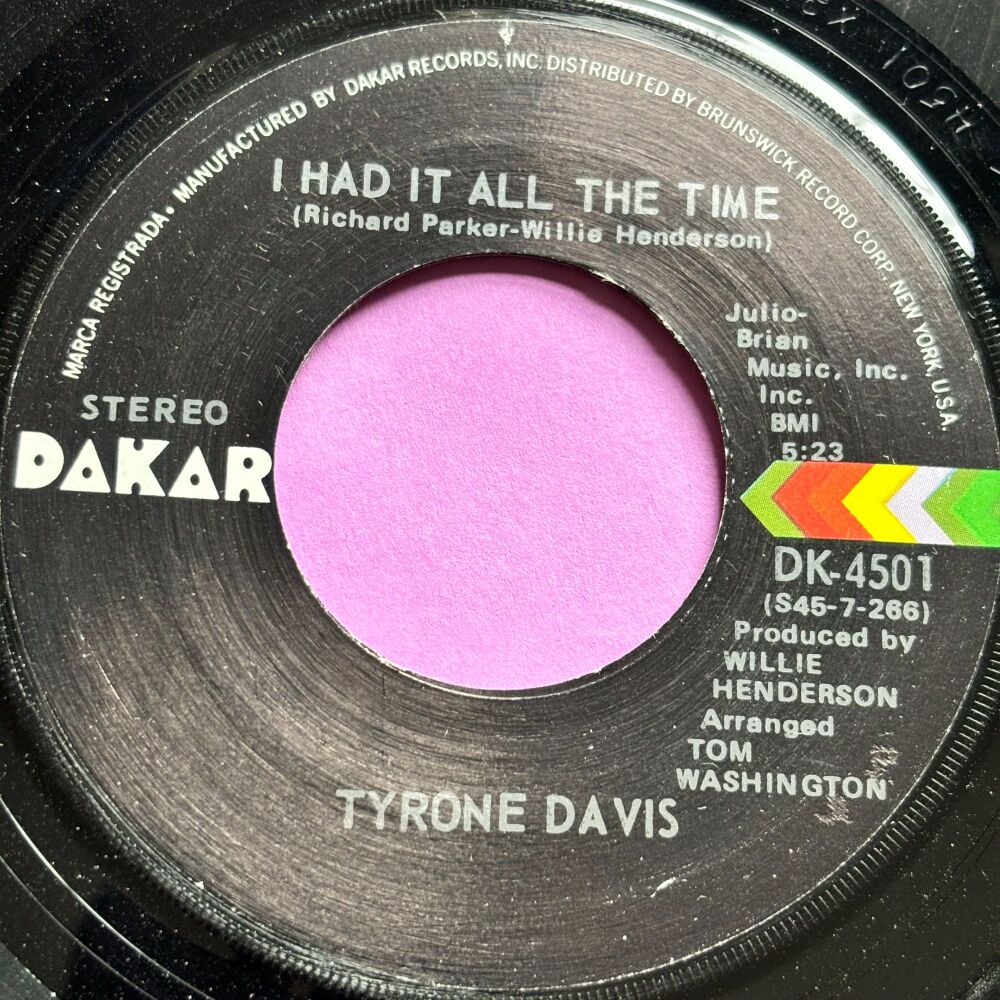 MARCA REGISTRADA • MANUFACTURED BY DAKAR RECORDS, INC. DISTRIBUTED BY BRUNSWICK RECORD CORP. NEW YORK, U.S.A.
I HAD IT ALL THE TIME
(Richard Parker-Willie Henderson)
Julio-
Brian
Music, Inc.
Inc.
BMI
5:23
STEREO
DAKAR
DK-4501
(S45-7-266)
Produced by
WILLIE
HENDERSON
Arranged
TOM
WASHINGTON
TYRONE DAVIS